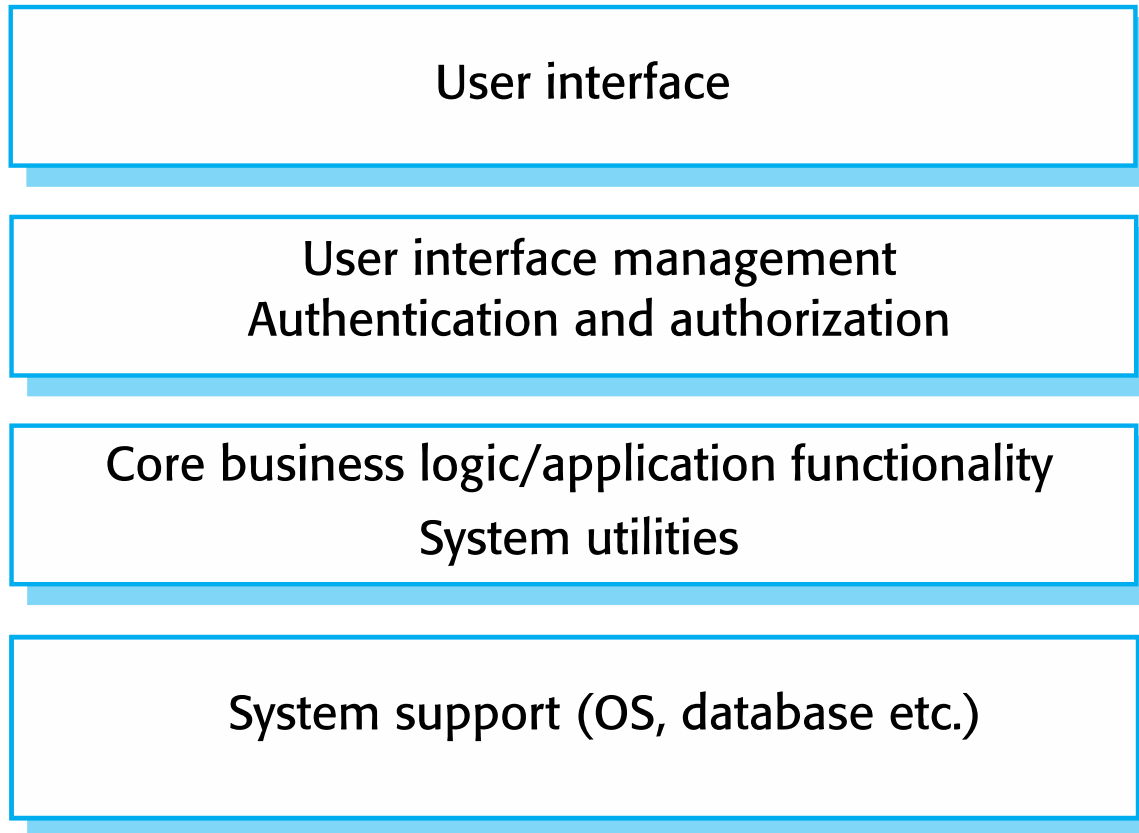 User interface
User interface management
Authentication and authorization
Core business logic/application functionality
System utilities
System support (OS, database etc.)